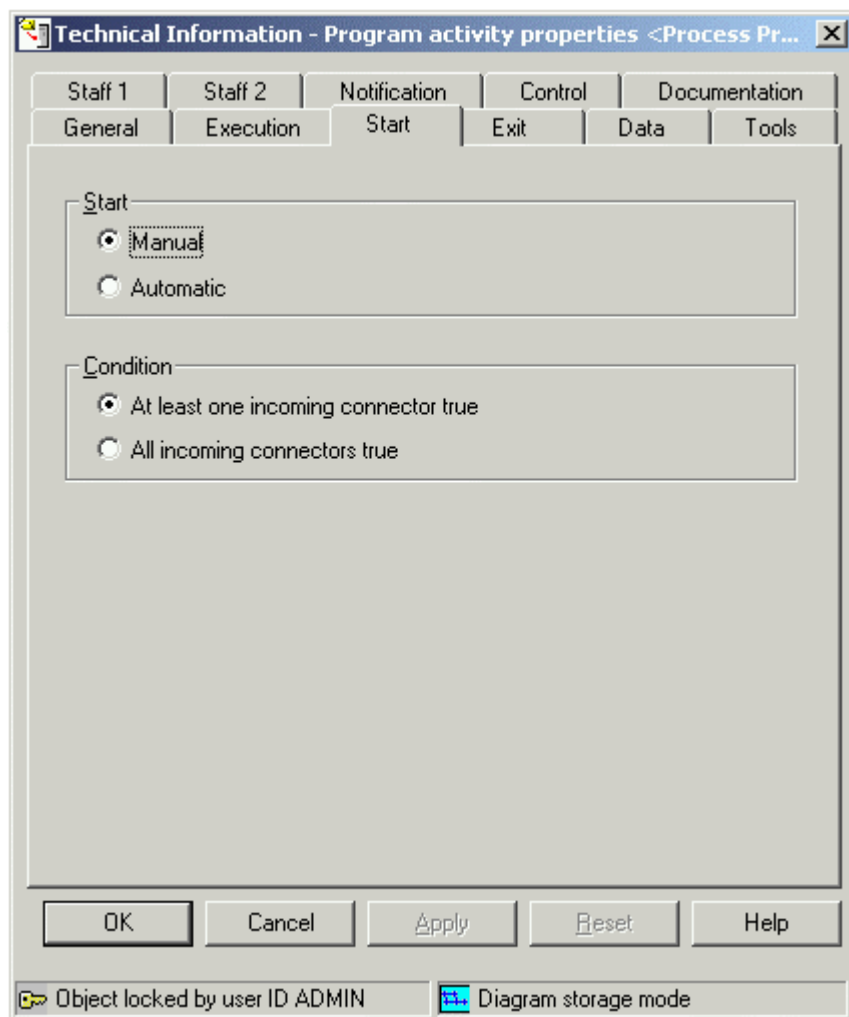 Technical Information - Program activity properties <Process Pr...
Staff 1 Staff 2 Notification Control Documentation
General Execution Start Exit Data Tools
Start
Manual
Automatic
Condition
At least one incoming connector true
All incoming connectors true
OK Cancel Apply Reset Help
Object locked by user ID ADMIN Diagram storage mode